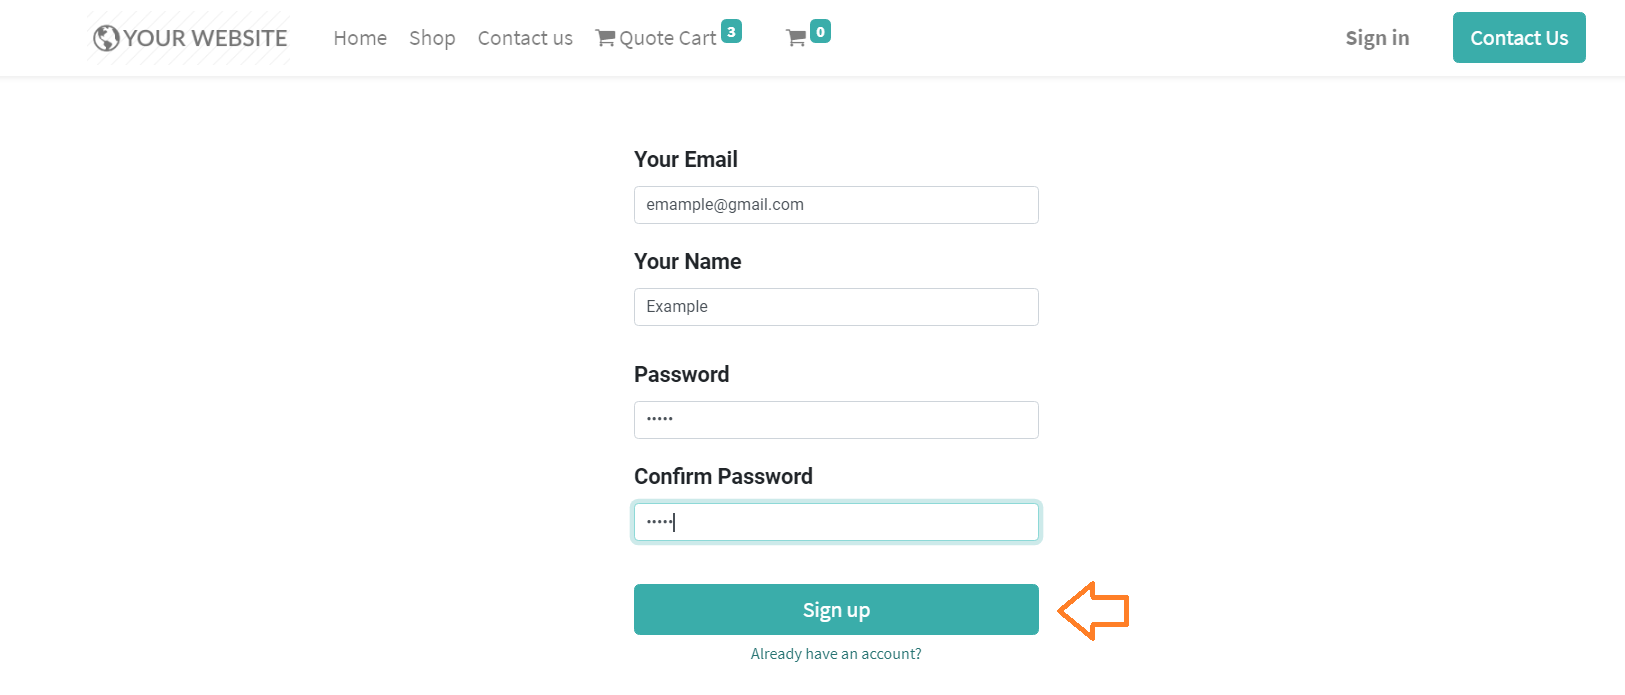 YOUR WEBSITE Home Shop Contact us Quote Cart 3 0 Sign in Contact Us
Your Email
emample@gmail.com
Your Name
Example
Password
•••••
Confirm Password
•••••
Sign up
Already have an account?